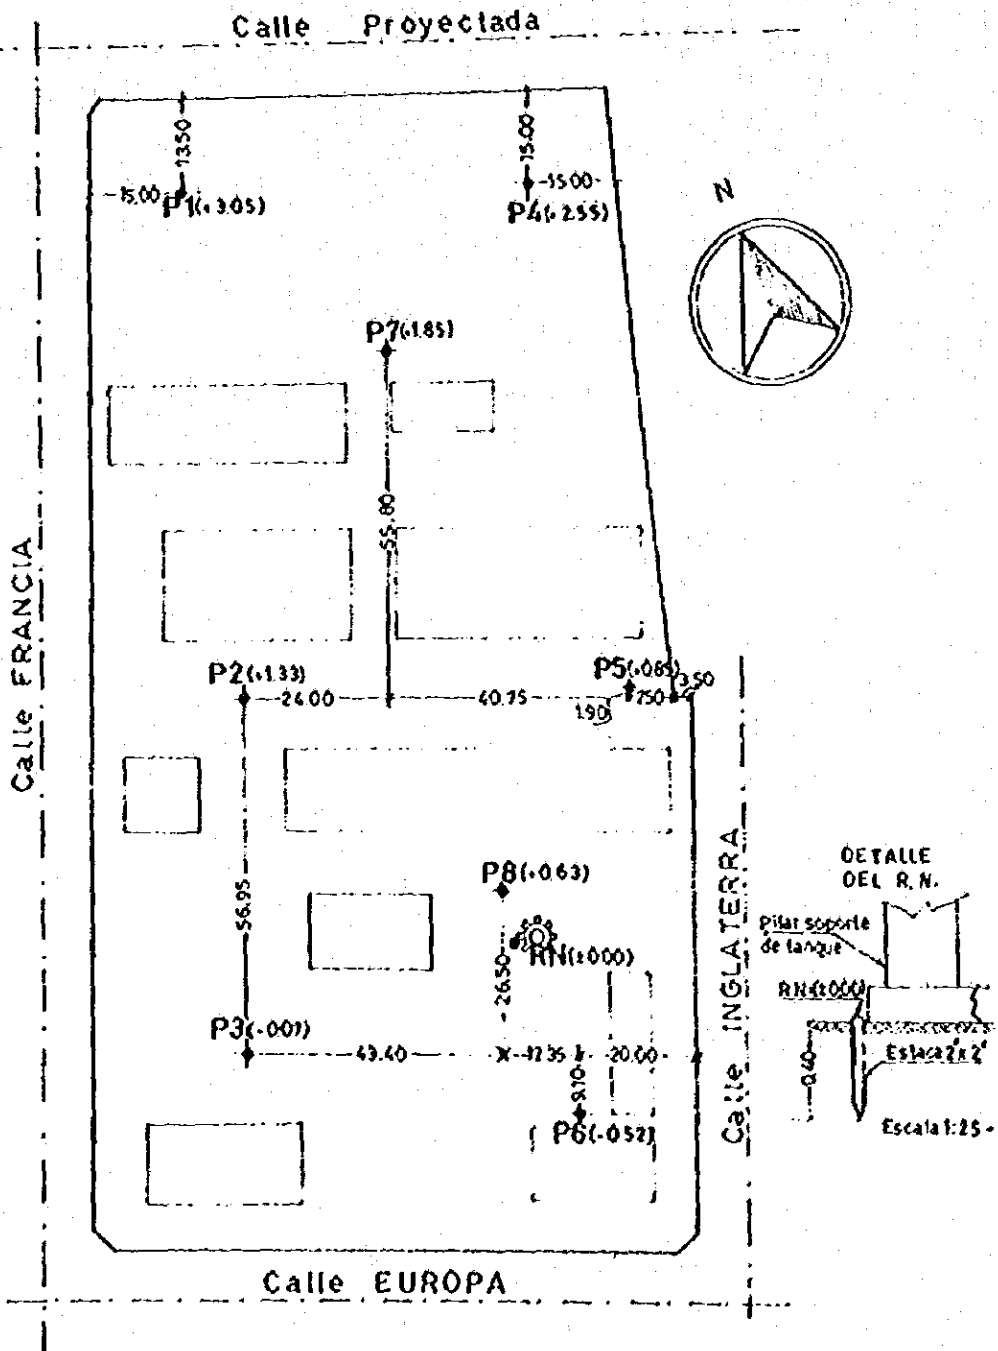 Calle Proyectada
13.50
15.00
15.00
P1(+3.05)
15.00
P4(+2.55)
N
P7(+1.85)
55.80
Calle FRANCIA
P2(+1.33)
24.00
40.75
P5(+0.85)
3.50
7.50
1.90
56.95
P8(+0.63)
RN(±0.00)
26.50
P3(-0.07)
43.40
12.35
20.00
9.70
P6(-0.52)
Calle INGLATERRA
Calle EUROPA
DETALLE
DEL R.N.
Pilar soporte
de tanque
RN(±0.00)
0.40
Estaca 2"x2"
Escala 1:25